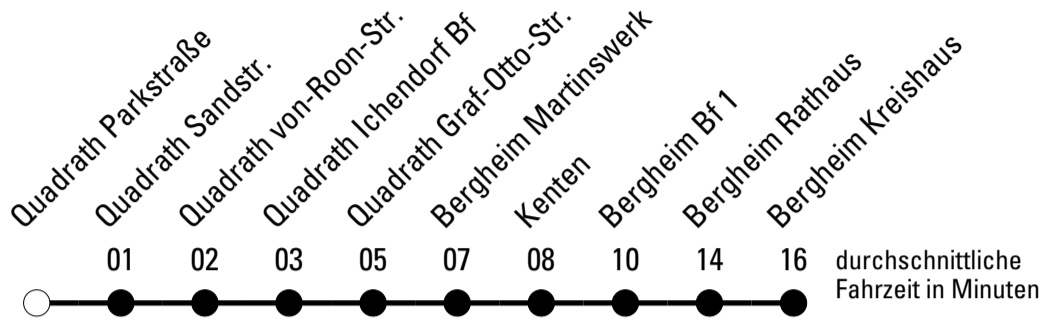 Quadrath Parkstraße
Quadrath Sandstr.
Quadrath von-Roon-Str.
Quadrath Ichendorf Bf
Quadrath Graf-Otto-Str.
Bergheim Martinswerk
Kenten
Bergheim Bf 1
Bergheim Rathaus
Bergheim Kreishaus
01 02 03 05 07 08 10 14 16
durchschnittliche
Fahrzeit in Minuten